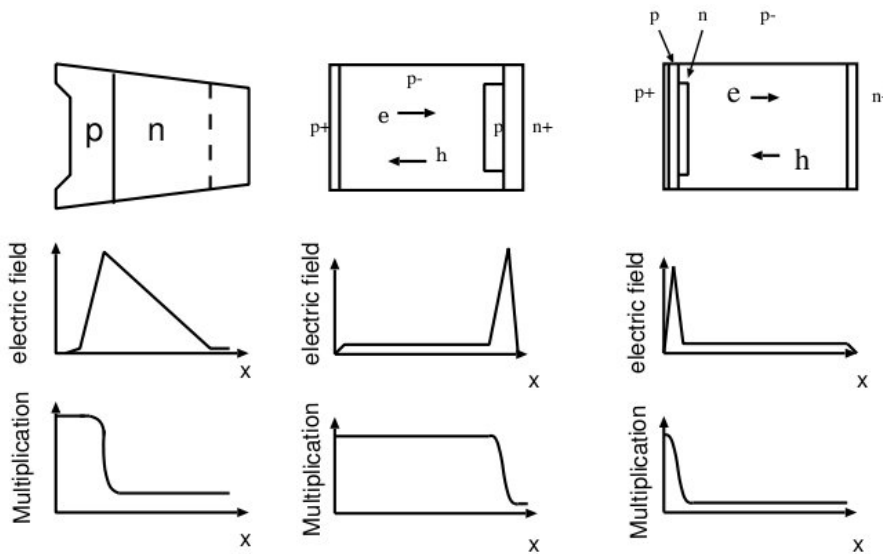 p n p-
p n
p+ p- e h p n+
p+ e h n-
electric field x
electric field x
electric field x
Multiplication x
Multiplication x
Multiplication x